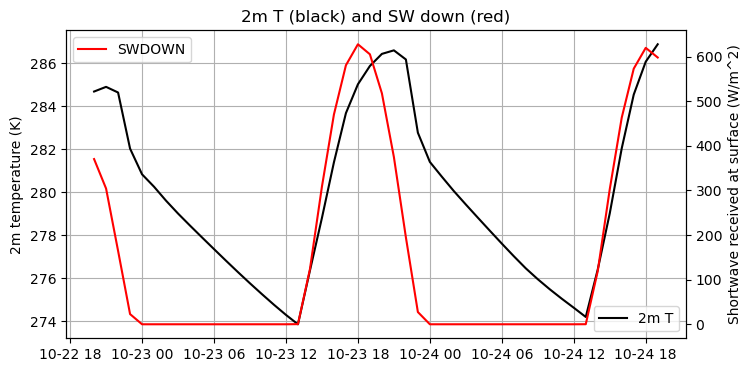 2m T (black) and SW down (red)
SWDOWN
2m T
2m temperature (K)
286
284
282
280
278
276
274
Shortwave received at surface (W/m^2)
600
500
400
300
200
100
0
10-22 18 10-23 00 10-23 06 10-23 12 10-23 18 10-24 00 10-24 06 10-24 12 10-24 18